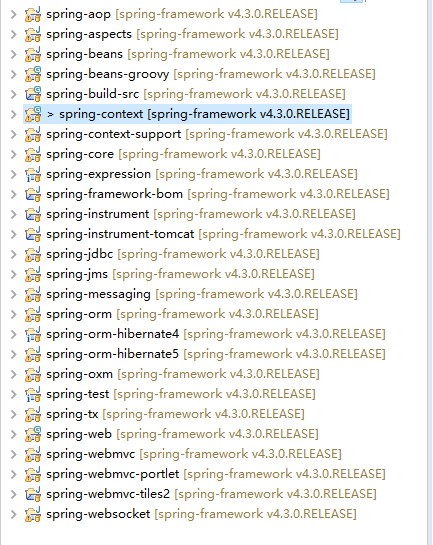 spring-aop [spring-framework v4.3.0.RELEASE]
spring-aspects [spring-framework v4.3.0.RELEASE]
spring-beans [spring-framework v4.3.0.RELEASE]
spring-beans-groovy [spring-framework v4.3.0.RELEASE]
spring-build-src [spring-framework v4.3.0.RELEASE]
> spring-context [spring-framework v4.3.0.RELEASE]
spring-context-support [spring-framework v4.3.0.RELEASE]
spring-core [spring-framework v4.3.0.RELEASE]
spring-expression [spring-framework v4.3.0.RELEASE]
spring-framework-bom [spring-framework v4.3.0.RELEASE]
spring-instrument [spring-framework v4.3.0.RELEASE]
spring-instrument-tomcat [spring-framework v4.3.0.RELEASE]
spring-jdbc [spring-framework v4.3.0.RELEASE]
spring-jms [spring-framework v4.3.0.RELEASE]
spring-messaging [spring-framework v4.3.0.RELEASE]
spring-orm [spring-framework v4.3.0.RELEASE]
spring-orm-hibernate4 [spring-framework v4.3.0.RELEASE]
spring-orm-hibernate5 [spring-framework v4.3.0.RELEASE]
spring-oxm [spring-framework v4.3.0.RELEASE]
spring-test [spring-framework v4.3.0.RELEASE]
spring-tx [spring-framework v4.3.0.RELEASE]
spring-web [spring-framework v4.3.0.RELEASE]
spring-webmvc [spring-framework v4.3.0.RELEASE]
spring-webmvc-portlet [spring-framework v4.3.0.RELEASE]
spring-webmvc-tiles2 [spring-framework v4.3.0.RELEASE]
spring-websocket [spring-framework v4.3.0.RELEASE]